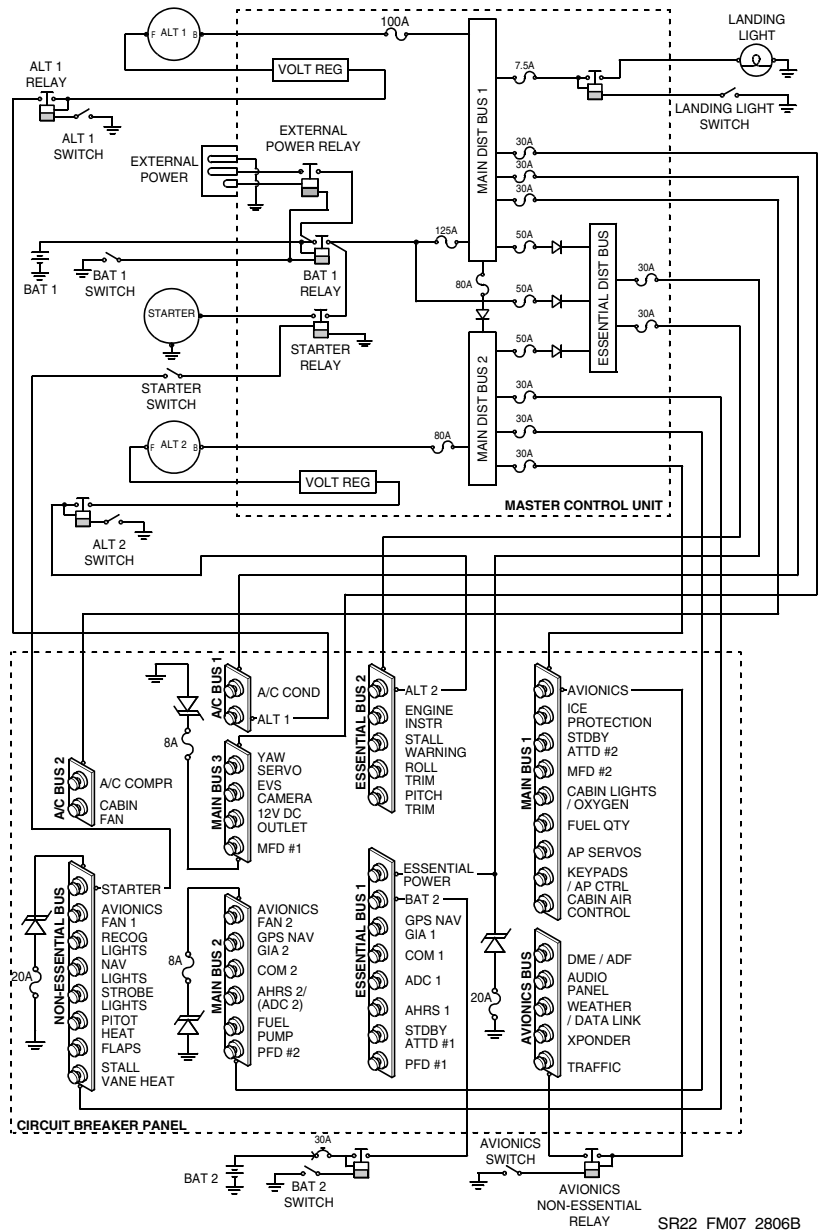 ALT 1
F
B
100A
LANDING
LIGHT
ALT 1
RELAY
VOLT REG
7.5A
ALT 1
SWITCH
LANDING LIGHT
SWITCH
MAIN DIST BUS 1
EXTERNAL
POWER RELAY
EXTERNAL
POWER
30A
30A
30A
125A
50A
30A
BAT 1
BAT 1
SWITCH
BAT 1
RELAY
80A
50A
ESSENTIAL DIST BUS
30A
STARTER
STARTER
RELAY
50A
STARTER
SWITCH
MAIN DIST BUS 2
30A
30A
30A
F
ALT 2
B
80A
VOLT REG
MASTER CONTROL UNIT
ALT 2
SWITCH
A/C BUS 1
A/C COND
ALT 1
8A
A/C BUS 2
A/C COMPR
CABIN
FAN
MAIN BUS 3
YAW
SERVO
EVS
CAMERA
12V DC
OUTLET
MFD #1
ESSENTIAL BUS 2
ALT 2
ENGINE
INSTR
STALL
WARNING
ROLL
TRIM
PITCH
TRIM
MAIN BUS 1
AVIONICS
ICE
PROTECTION
STDBY
ATTD #2
MFD #2
CABIN LIGHTS
/ OXYGEN
FUEL QTY
AP SERVOS
KEYPADS
/ AP CTRL
CABIN AIR
CONTROL
NON-ESSENTIAL BUS
STARTER
AVIONICS
FAN 1
RECOG
LIGHTS
NAV
LIGHTS
STROBE
LIGHTS
PITOT
HEAT
FLAPS
STALL
VANE HEAT
20A
8A
MAIN BUS 2
AVIONICS
FAN 2
GPS NAV
GIA 2
COM 2
AHRS 2/
(ADC 2)
FUEL
PUMP
PFD #2
ESSENTIAL BUS 1
ESSENTIAL
POWER
BAT 2
GPS NAV
GIA 1
COM 1
ADC 1
AHRS 1
STDBY
ATTD #1
PFD #1
20A
AVIONICS BUS
DME / ADF
AUDIO
PANEL
WEATHER
/ DATA LINK
XPONDER
TRAFFIC
CIRCUIT BREAKER PANEL
30A
BAT 2
BAT 2
SWITCH
AVIONICS
SWITCH
AVIONICS
NON-ESSENTIAL
RELAY
SR22_FM07_2806B